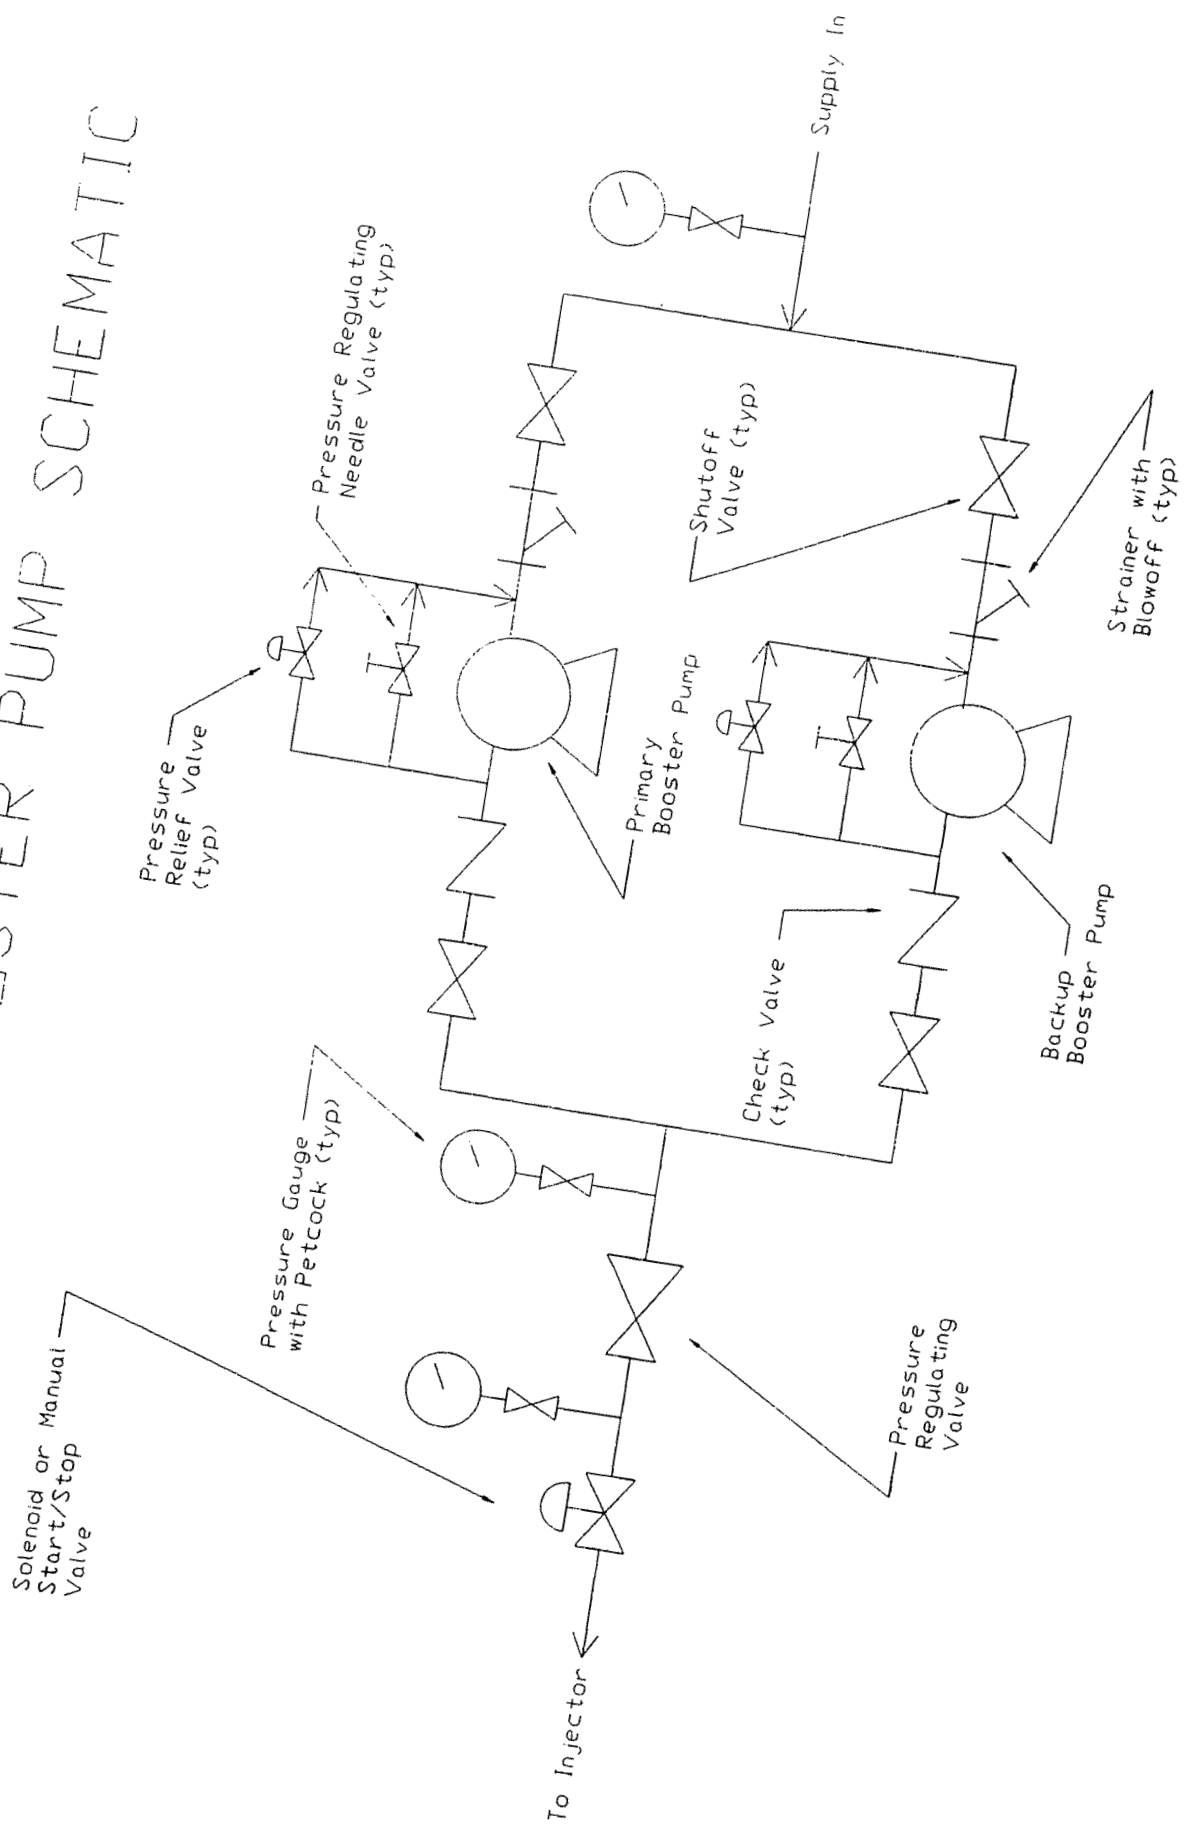 PUMP SCHEMATIC
Solenoid or Manual
Start/Stop
Valve
Pressure
Relief Valve
(typ)
Pressure Regulating
Needle Valve (typ)
Pressure Gauge
with Petcock (typ)
Primary
Booster Pump
Shutoff
Valve (typ)
Supply In
To Injector
Pressure
Regulating
Valve
Check Valve
(typ)
Backup
Booster Pump
Strainer with
Blowoff (typ)